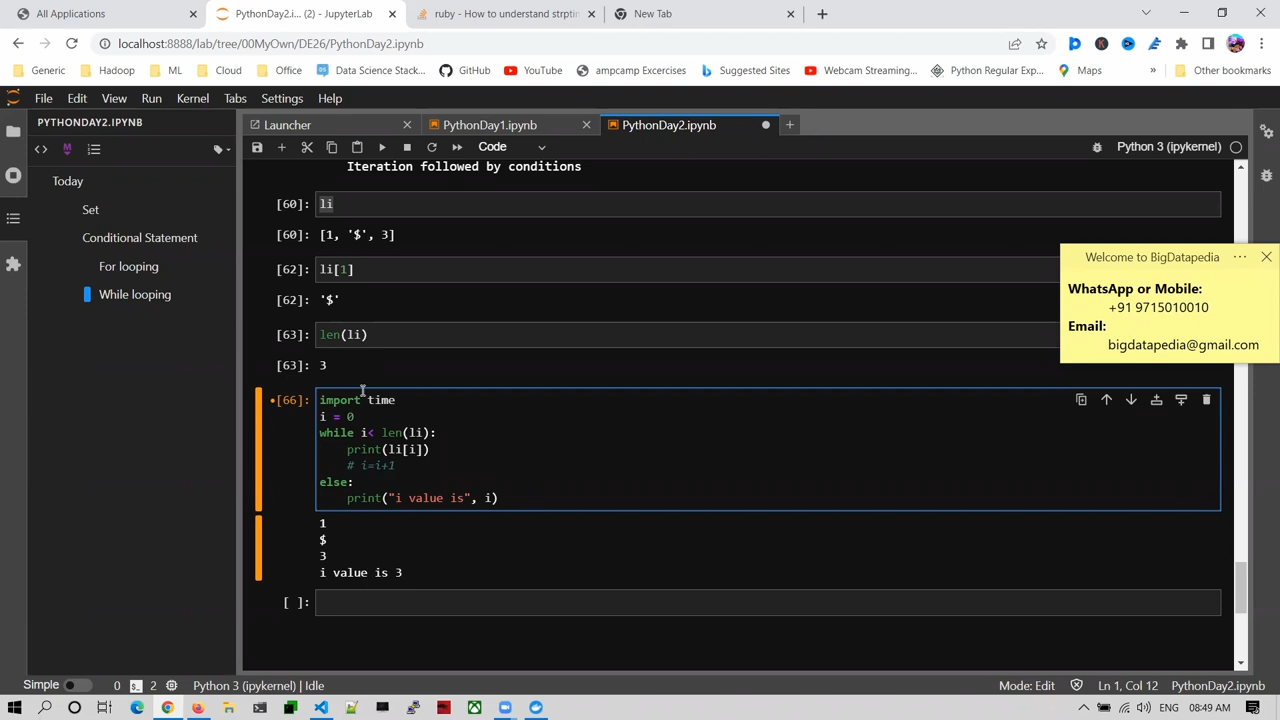 All Applications
PythonDay2.i... (2) - JupyterLab
ruby - How to understand strptin
New Tab
localhost:8888/lab/tree/00MyOwn/DE26/PythonDay2.ipynb
Generic
Hadoop
ML
Cloud
Office
Data Science Stack...
GitHub
YouTube
ampcamp Excercises
Suggested Sites
Webcam Streaming...
Python Regular Exp...
Maps
»
Other bookmarks
File
Edit
View
Run
Kernel
Tabs
Settings
Help
PYTHONDAY2.IPYNB
Launcher
PythonDay1.ipynb
PythonDay2.ipynb
Code
Python 3 (ipykernel)
Today
Set
Conditional Statement
For looping
While looping
Iteration followed by conditions
[60]: li
[60]: [1, '$', 3]
[62]: li[1]
[62]: '$'
[63]: len(li)
[63]: 3
[66]: import time
i = 0
while i< len(li):
print(li[i])
# i=i+1
else:
print("i value is", i)
1
$
3
i value is 3
[ ]:
Welcome to BigDatapedia
WhatsApp or Mobile:
+91 9715010010
Email:
bigdatapedia@gmail.com
Simple
0
2
Python 3 (ipykernel) | Idle
Mode: Edit
Ln 1, Col 12
PythonDay2.ipynb
ENG
08:49 AM